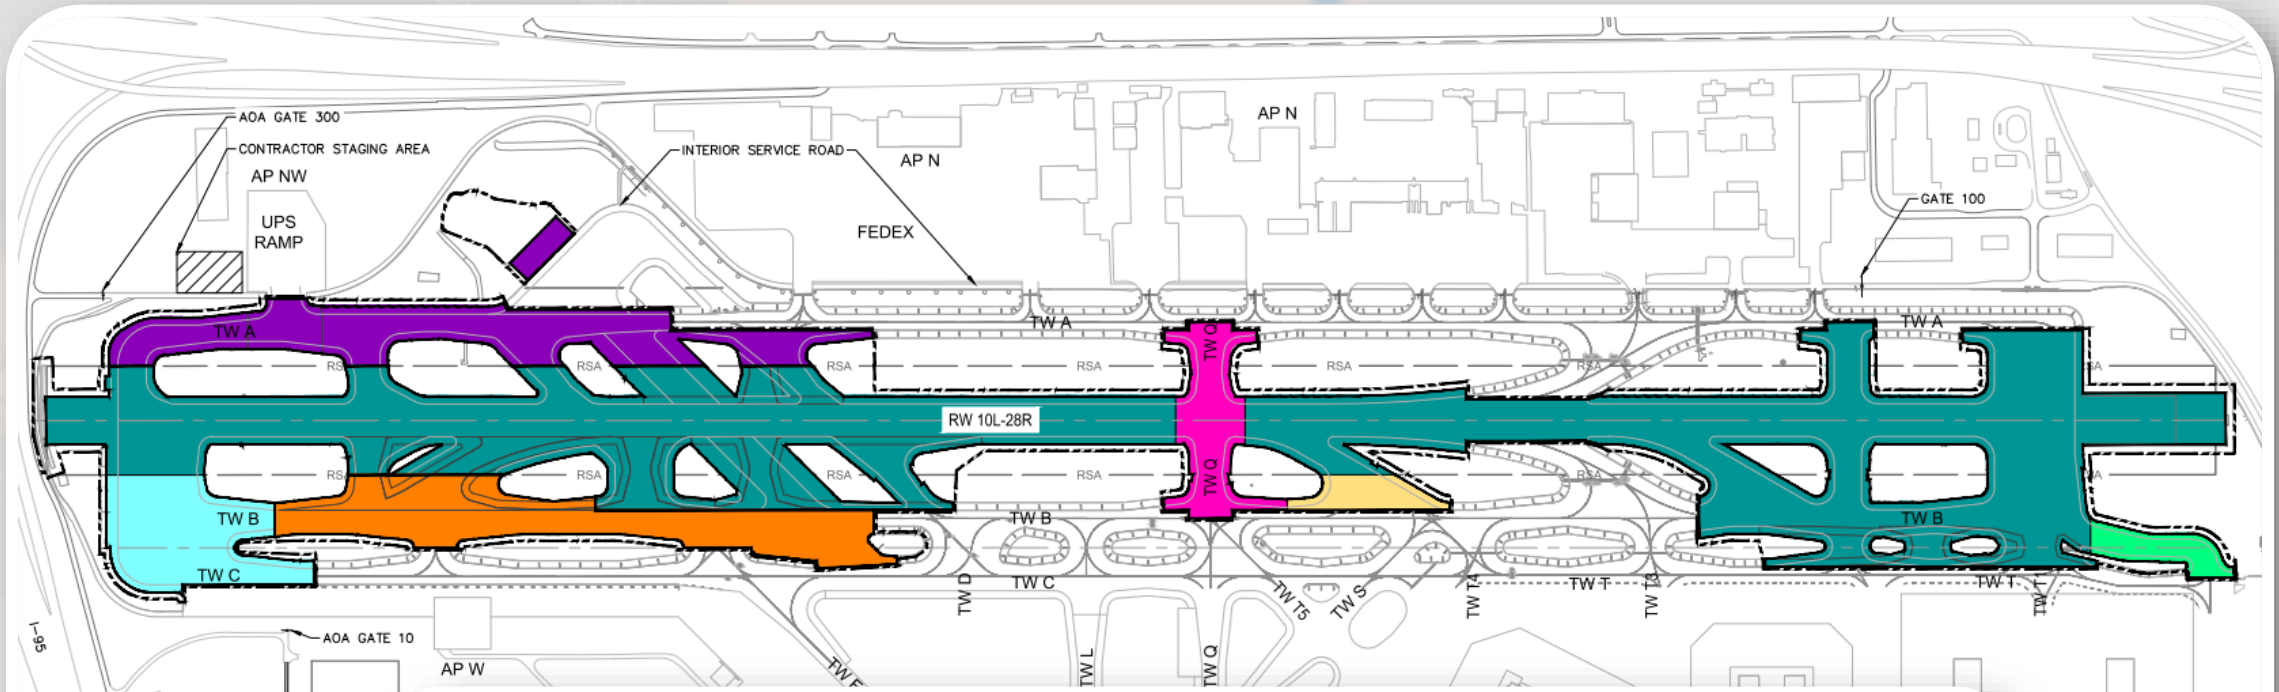 AOA GATE 300
CONTRACTOR STAGING AREA
AP NW
UPS
RAMP
INTERIOR SERVICE ROAD
AP N
AP N
FEDEX
GATE 100
TW A
TW A
TW Q
TW A
RSA
RSA
RSA
RSA
RSA
RSA
RW 10L-28R
RSA
RSA
RSA
RSA
TW Q
RSA
TW B
TW B
TW B
TW C
TW D
TW C
TW T5
TW S
TW T4
TW T
TW T3
TW T
TW T1
I-95
AOA GATE 10
AP W
TW L
TW Q